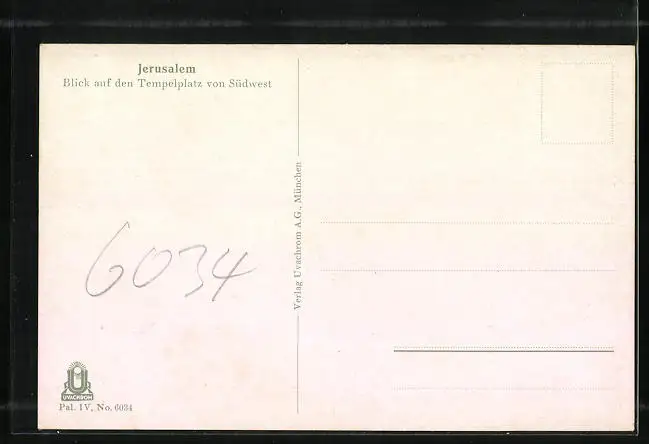 Jerusalem
Blick auf den Tempelplatz von Südwest
Verlag Uvachrom A.G., München
6034
UVACHROM
Pal. IV, No. 6034